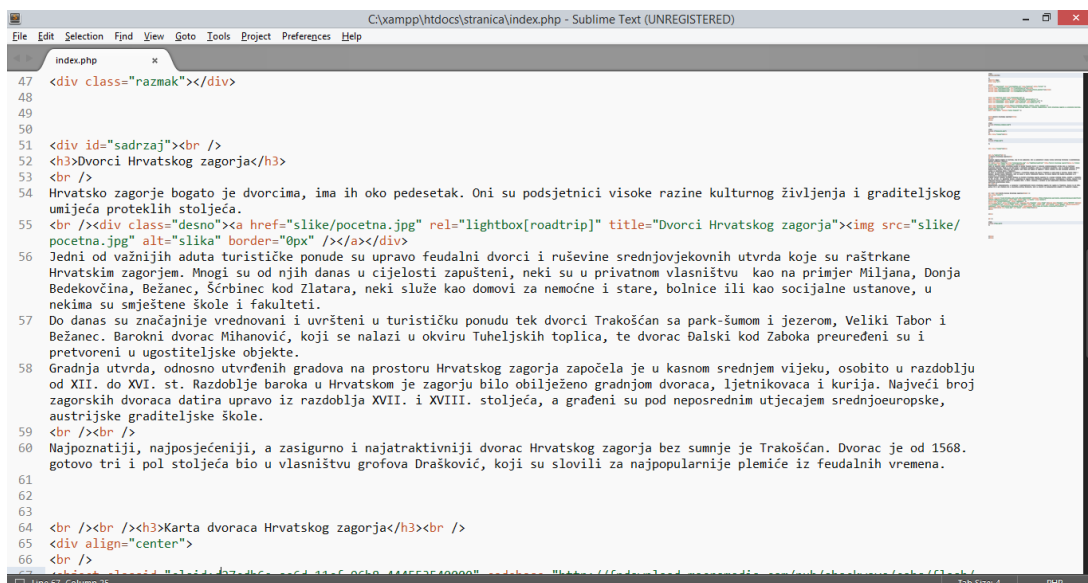 C:\xampp\htdocs\stranica\index.php - Sublime Text (UNREGISTERED)
File Edit Selection Find View Goto Tools Project Preferences Help
index.php
47 <div class="razmak"></div>
48
49
50
51 <div id="sadrzaj"><br />
52 <h3>Dvorci Hrvatskog zagorja</h3>
53 <br />
54 Hrvatsko zagorje bogato je dvorcima, ima ih oko pedesetak. Oni su podsjetnici visoke razine kulturnog življenja i graditeljskog
umijeća proteklih stoljeća.
55 <br /><div class="desno"><a href="slike/pocetna.jpg" rel="lightbox[roadtrip]" title="Dvorci Hrvatskog zagorja"><img src="slike/
pocetna.jpg" alt="slika" border="0px" /></a></div>
56 Jedni od važnijih aduta turističke ponude su upravo feudalni dvorci i ruševine srednjovjekovnih utvrda koje su raštrkane
Hrvatskim zagorjem. Mnogi su od njih danas u cijelosti zapušteni, neki su u privatnom vlasništvu  kao na primjer Miljana, Donja
Bedekovčina, Bežanec, Šćrbinec kod Zlatara, neki služe kao domovi za nemoćne i stare, bolnice ili kao socijalne ustanove, u
nekima su smještene škole i fakulteti.
57 Do danas su značajnije vrednovani i uvršteni u turističku ponudu tek dvorci Trakošćan sa park-šumom i jezerom, Veliki Tabor i
Bežanec. Barokni dvorac Mihanović, koji se nalazi u okviru Tuheljskih toplica, te dvorac Đalski kod Zaboka preuređeni su i
pretvoreni u ugostiteljske objekte.
58 Gradnja utvrda, odnosno utvrđenih gradova na prostoru Hrvatskog zagorja započela je u kasnom srednjem vijeku, osobito u razdoblju
od XII. do XVI. st. Razdoblje baroka u Hrvatskom je zagorju bilo obilježeno gradnjom dvoraca, ljetnikovaca i kurija. Najveći broj
zagorskih dvoraca datira upravo iz razdoblja XVII. i XVIII. stoljeća, a građeni su pod neposrednim utjecajem srednjoeuropske,
austrijske graditeljske škole.
59 <br /><br />
60 Najpoznatiji, najposjećeniji, a zasigurno i najatraktivniji dvorac Hrvatskog zagorja bez sumnje je Trakošćan. Dvorac je od 1568.
gotovo tri i pol stoljeća bio u vlasništvu grofova Drašković, koji su slovili za najpopularnije plemiće iz feudalnih vremena.
61
62
63
64 <br /><br /><h3>Karta dvoraca Hrvatskog zagorja</h3><br />
65 <div align="center">
66 <br />
67
Line 67, Column 25 Tab Size: 4 PHP